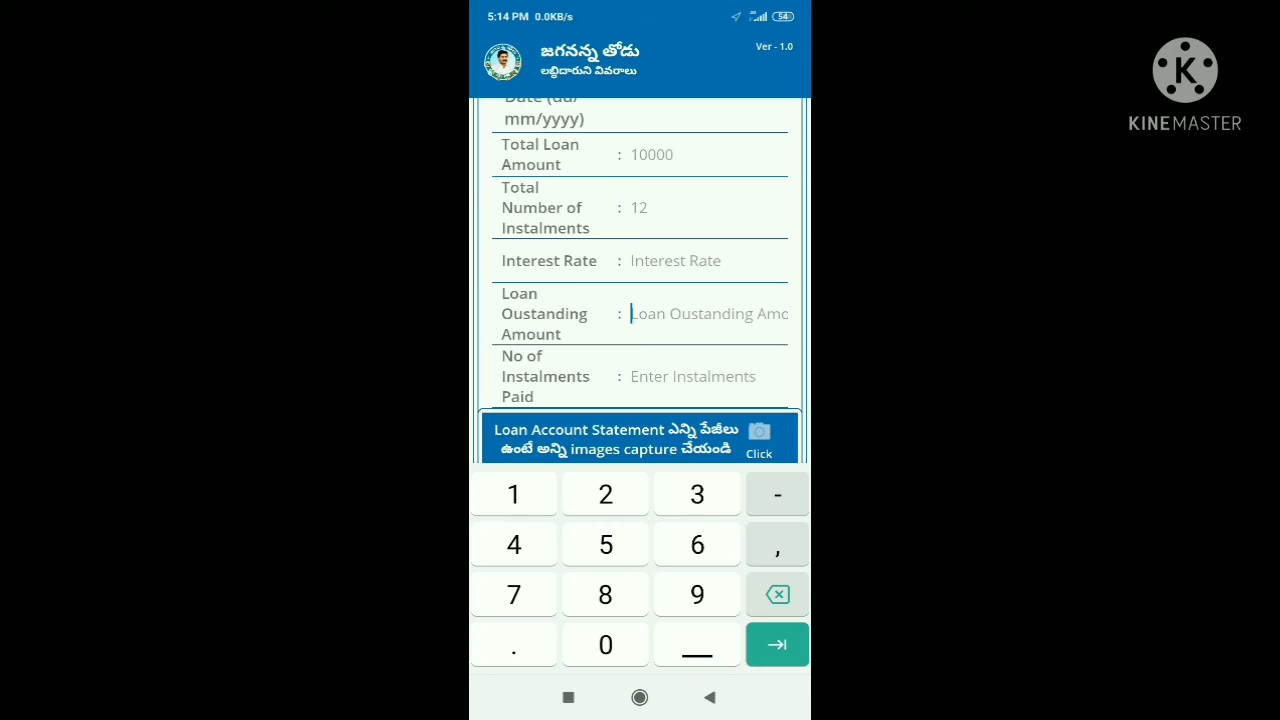 5:14 PM 0.0KB/s
54
జగనన్న తోడు
లబ్ధిదారుని వివరాలు
Ver - 1.0
KINEMASTER
Date (dd/
mm/yyyy)
Total Loan
Amount
: 10000
Total
Number of
Instalments
: 12
Interest Rate : Interest Rate
Loan
Oustanding
Amount
: Loan Oustanding Amo
No of
Instalments
Paid
: Enter Instalments
Loan Account Statement ఎన్ని పేజీలు
ఉంటే అన్ని images capture చేయండి
Click
1 2 3 -
4 5 6 ,
7 8 9
. 0